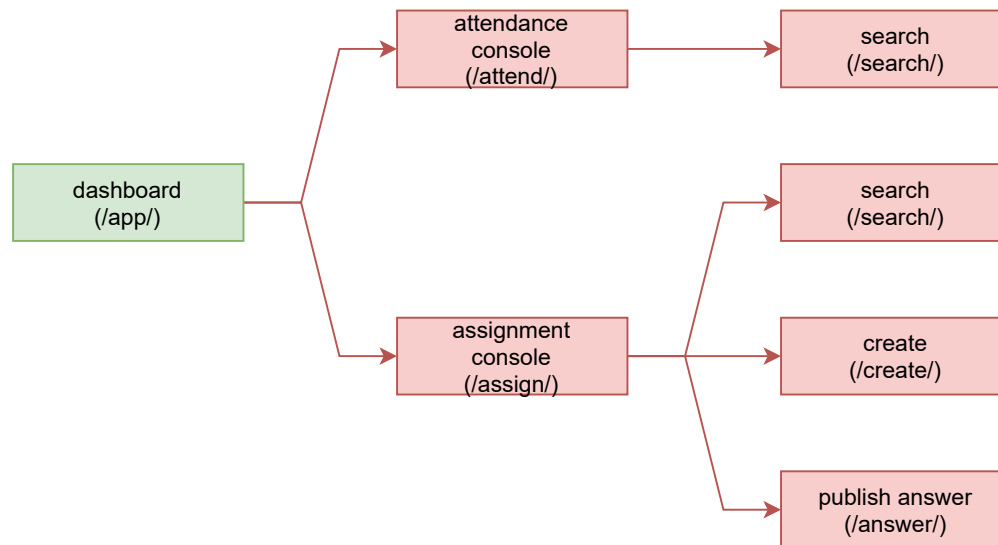 attendance
console
(/attend/)
search
(/search/)
dashboard
(/app/)
search
(/search/)
assignment
console
(/assign/)
create
(/create/)
publish answer
(/answer/)